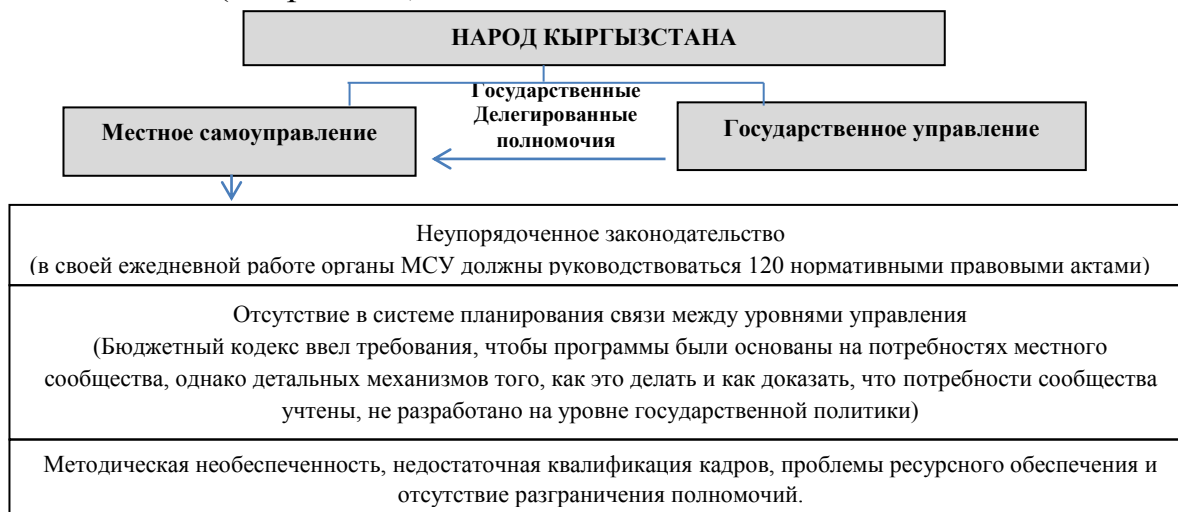 НАРОД КЫРГЫЗСТАНА
Государственные
Делегированные
полномочия
Местное самоуправление
Государственное управление
Неупорядоченное законодательство
(в своей ежедневной работе органы МСУ должны руководствоваться 120 нормативными правовыми актами)
Отсутствие в системе планирования связи между уровнями управления
(Бюджетный кодекс ввел требования, чтобы программы были основаны на потребностях местного
сообщества, однако детальных механизмов того, как это делать и как доказать, что потребности сообщества
учтены, не разработано на уровне государственной политики)
Методическая необеспеченность, недостаточная квалификация кадров, проблемы ресурсного обеспечения и
отсутствие разграничения полномочий.